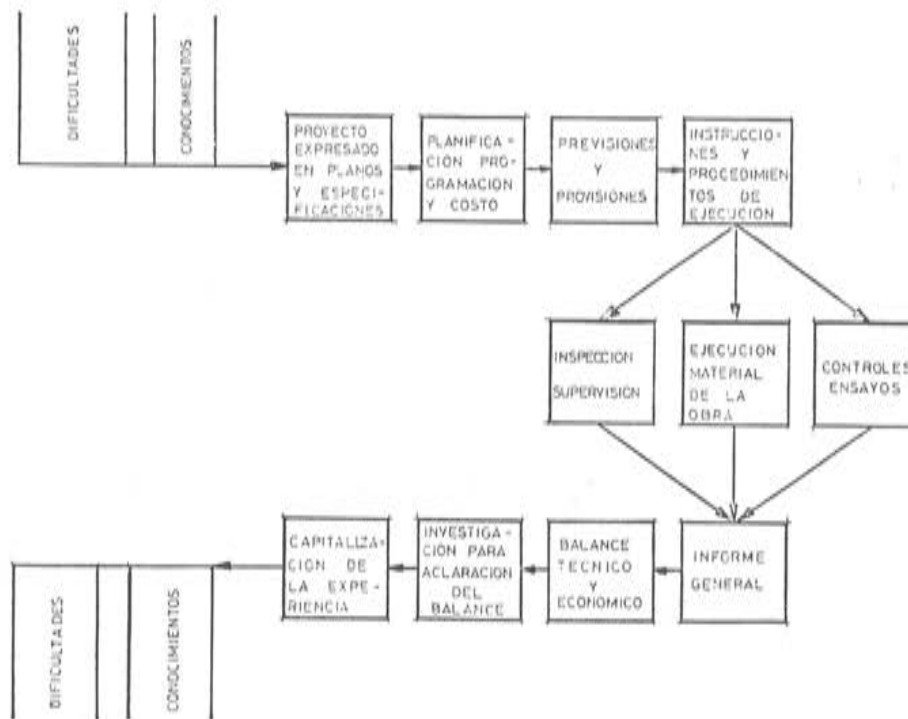 DIFICULTADES
CONOCIMIENTOS
PROYECTO
EXPRESADO
EN PLANOS
Y ESPECI-
FICACIONES
PLANIFICA-
CION PRO-
GRAMACION
Y COSTO
PREVISIONES
Y
PROVISIONES
INSTRUCCIO-
NES Y
PROCEDIMIEN
TOS DE
EJECUCION
INSPECCION
SUPERVISION
EJECUCION
MATERIAL
DE LA
OBRA
CONTROLES
ENSAYOS
INFORME
GENERAL
BALANCE
TECNICO
Y
ECONOMICO
INVESTIGA-
CION PARA
ACLARACION
DEL
BALANCE
CAPITALIZA-
CION DE
LA EXPE-
RIENCIA
DIFICULTADES
CONOCIMIENTOS